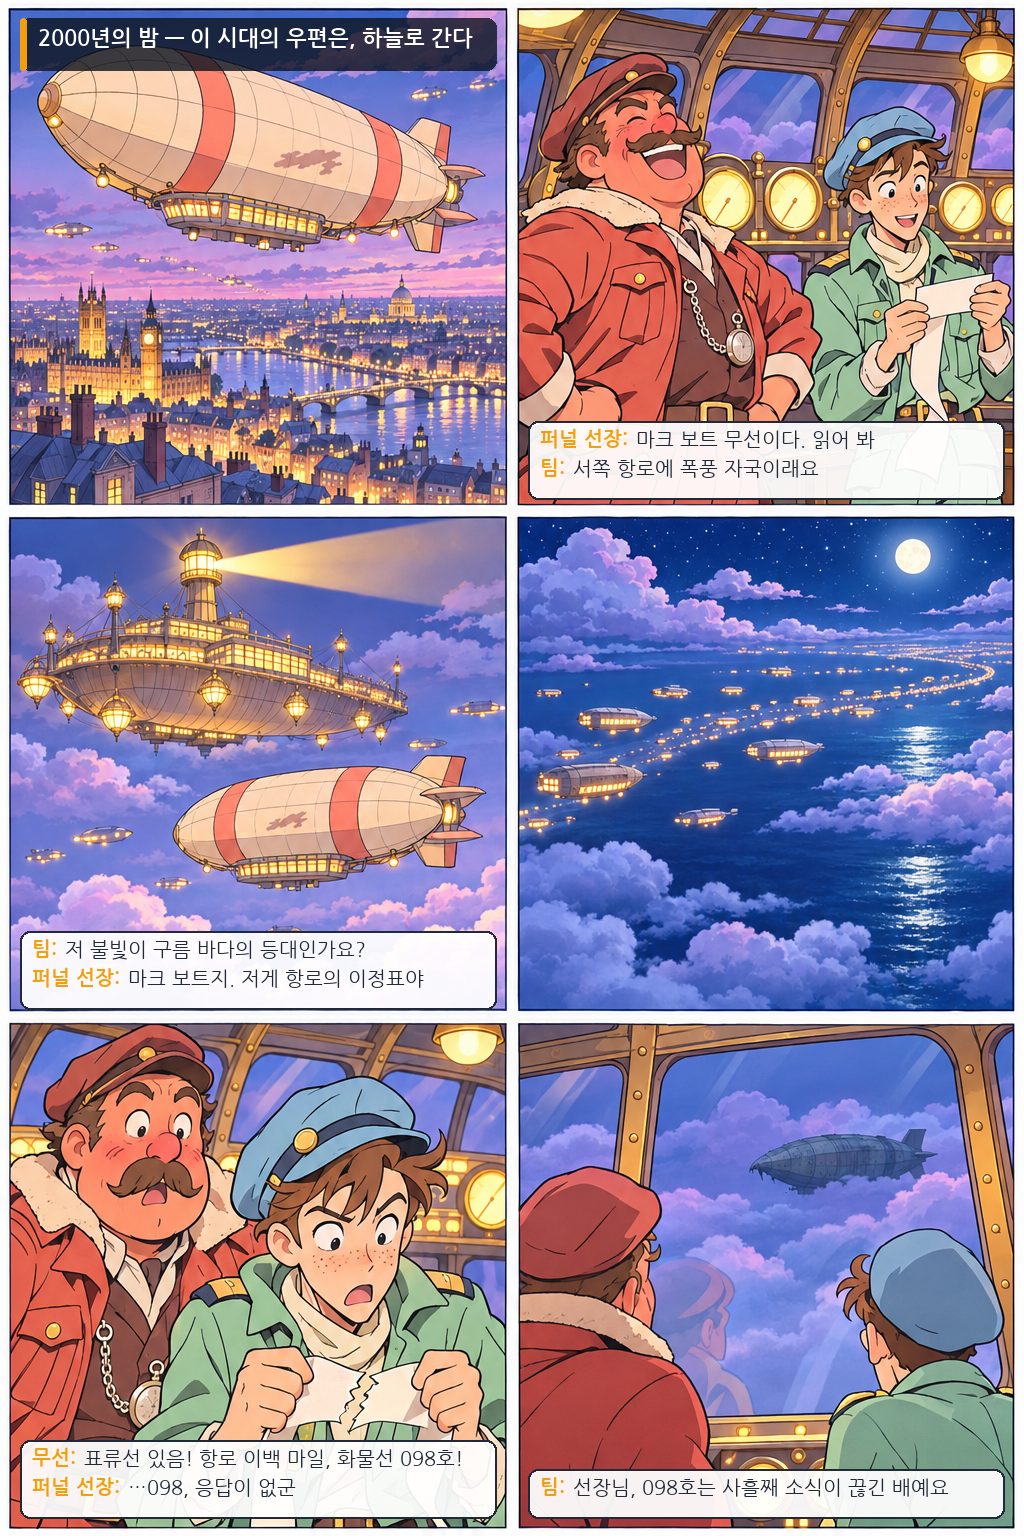 2000년의 밤 — 이 시대의 우편은, 하늘로 간다
퍼널 선장: 마크 보트 무선이다. 읽어 봐
팀: 서쪽 항로에 폭풍 자국이래요
팀: 저 불빛이 구름 바다의 등대인가요?
퍼널 선장: 마크 보트지. 저게 항로의 이정표야
무선: 표류선 있음! 항로 이백 마일, 화물선 098호!
퍼널 선장: …098, 응답이 없군
팀: 선장님, 098호는 사흘째 소식이 끊긴 배예요